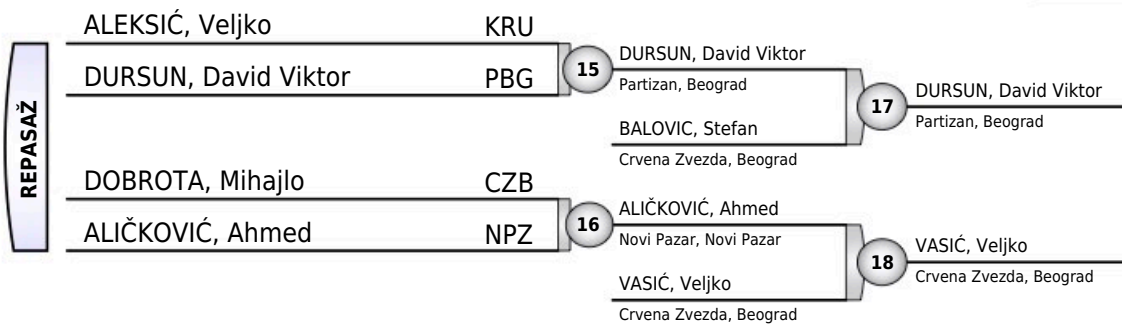 REPASAŽ
ALEKSIĆ, Veljko KRU
DURSUN, David Viktor PBG
DOBROTA, Mihajlo CZB
ALIČKOVIĆ, Ahmed NPZ
15
DURSUN, David Viktor
Partizan, Beograd
BALOVIC, Stefan
Crvena Zvezda, Beograd
16
ALIČKOVIĆ, Ahmed
Novi Pazar, Novi Pazar
VASIĆ, Veljko
Crvena Zvezda, Beograd
17
DURSUN, David Viktor
Partizan, Beograd
18
VASIĆ, Veljko
Crvena Zvezda, Beograd